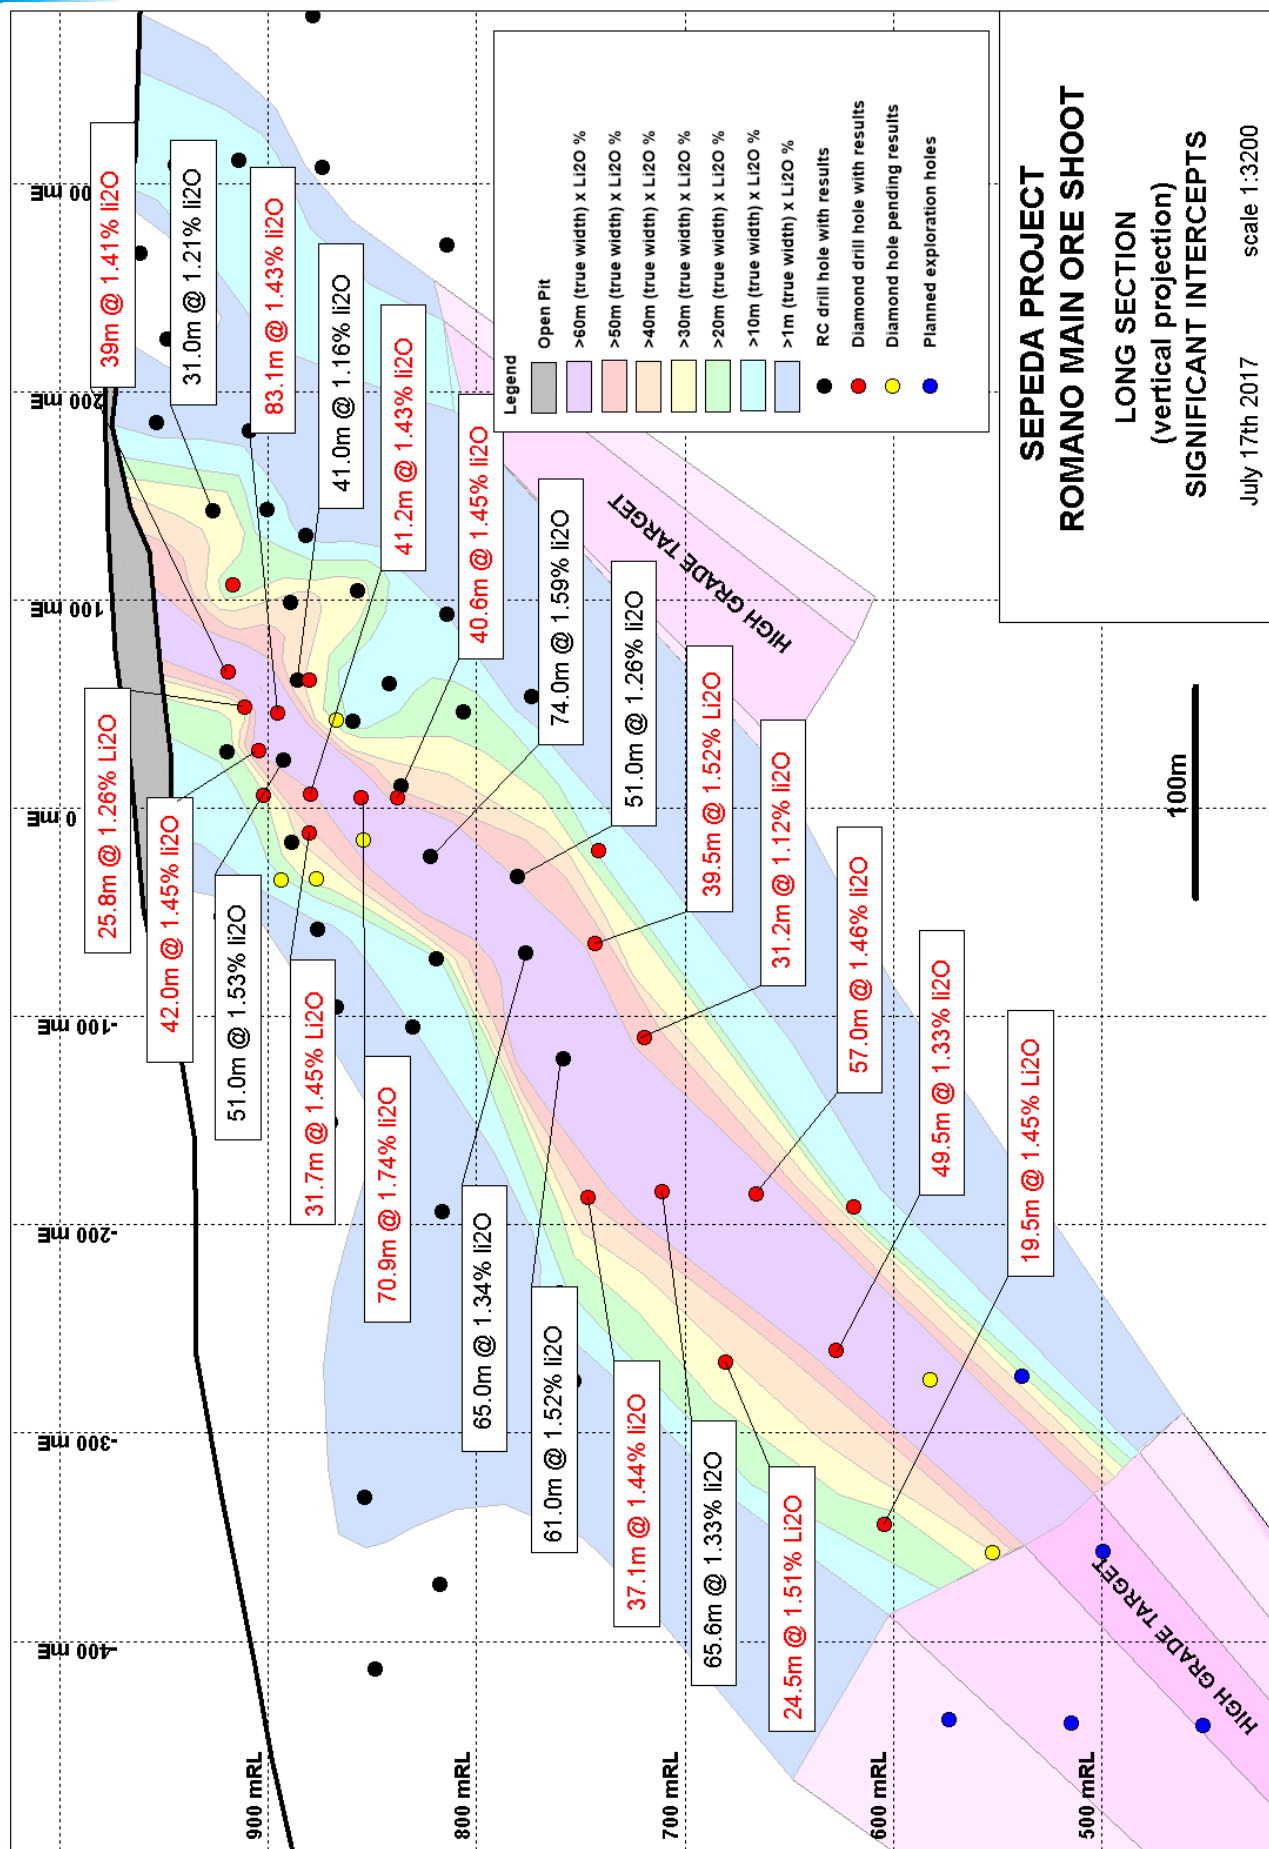 -400 mE
-300 mE
-200 mE
-100 mE
0 mE
100 mE
200 mE
00 mE
900 mRL
800 mRL
700 mRL
600 mRL
500 mRL
39m @ 1.41% li2O
31.0m @ 1.21% li2O
83.1m @ 1.43% li2O
41.0m @ 1.16% li2O
41.2m @ 1.43% li2O
40.6m @ 1.45% li2O
74.0m @ 1.59% li2O
51.0m @ 1.26% li2O
39.5m @ 1.52% Li2O
31.2m @ 1.12% li2O
57.0m @ 1.46% li2O
49.5m @ 1.33% li2O
19.5m @ 1.45% Li2O
25.8m @ 1.26% Li2O
42.0m @ 1.45% li2O
51.0m @ 1.53% li2O
31.7m @ 1.45% Li2O
70.9m @ 1.74% li2O
65.0m @ 1.34% li2O
61.0m @ 1.52% li2O
37.1m @ 1.44% li2O
65.6m @ 1.33% li2O
24.5m @ 1.51% Li2O
HIGH GRADE TARGET
HIGH GRADE TARGET
Legend
Open Pit
>60m (true width) x Li2O %
>50m (true width) x Li2O %
>40m (true width) x Li2O %
>30m (true width) x Li2O %
>20m (true width) x Li2O %
>10m (true width) x Li2O %
>1m (true width) x Li2O %
RC drill hole with results
Diamond drill hole with results
Diamond hole pending results
Planned exploration holes
100m
SEPEDA PROJECT
ROMANO MAIN ORE SHOOT
LONG SECTION
(vertical projection)
SIGNIFICANT INTERCEPTS
July 17th 2017 scale 1:3200